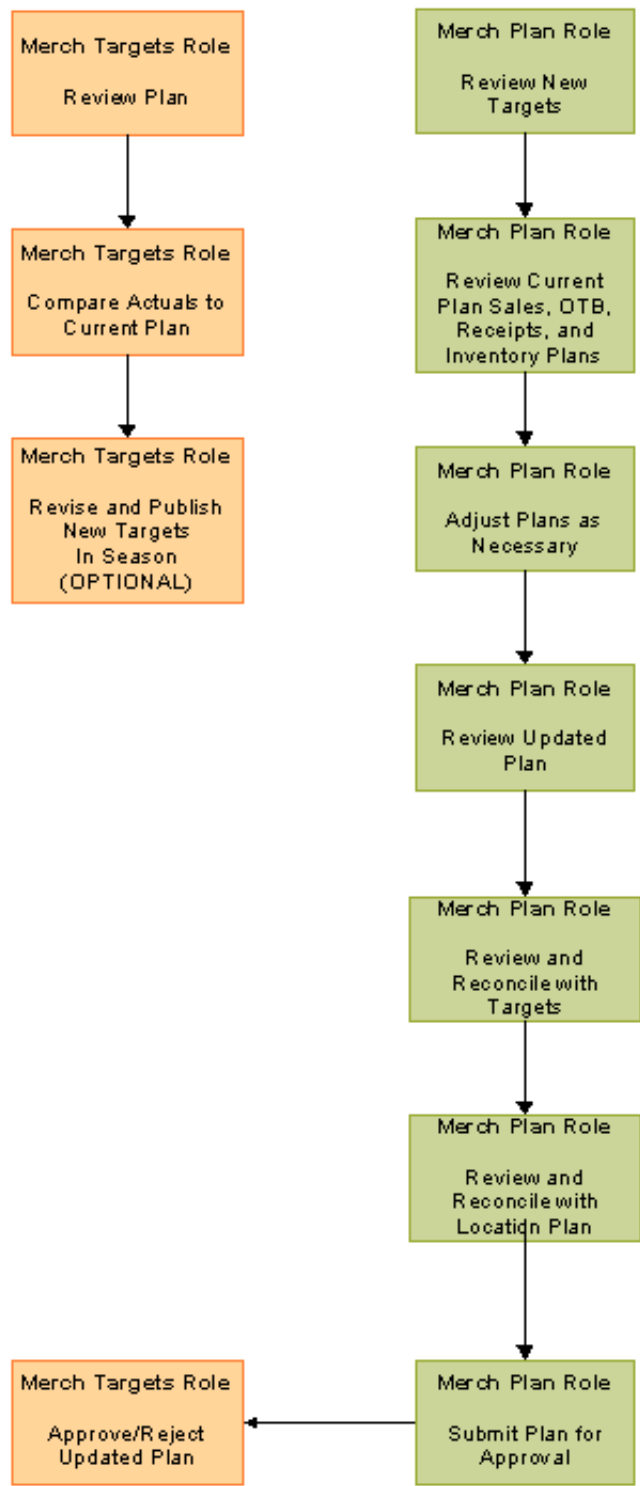 Merch Targets Role
Review Plan
Merch Targets Role
Compare Actuals to
Current Plan
Merch Targets Role
Revise and Publish
New Targets
In Season
(OPTIONAL)
Merch Plan Role
Review New
Targets
Merch Plan Role
Review Current
Plan Sales, OTB,
Receipts, and
Inventory Plans
Merch Plan Role
Adjust Plans as
Necessary
Merch Plan Role
Review Updated
Plan
Merch Plan Role
Review and
Reconcile with
Targets
Merch Plan Role
Review and
Reconcile with
Location Plan
Merch Plan Role
Submit Plan for
Approval
Merch Targets Role
Approve/Reject
Updated Plan